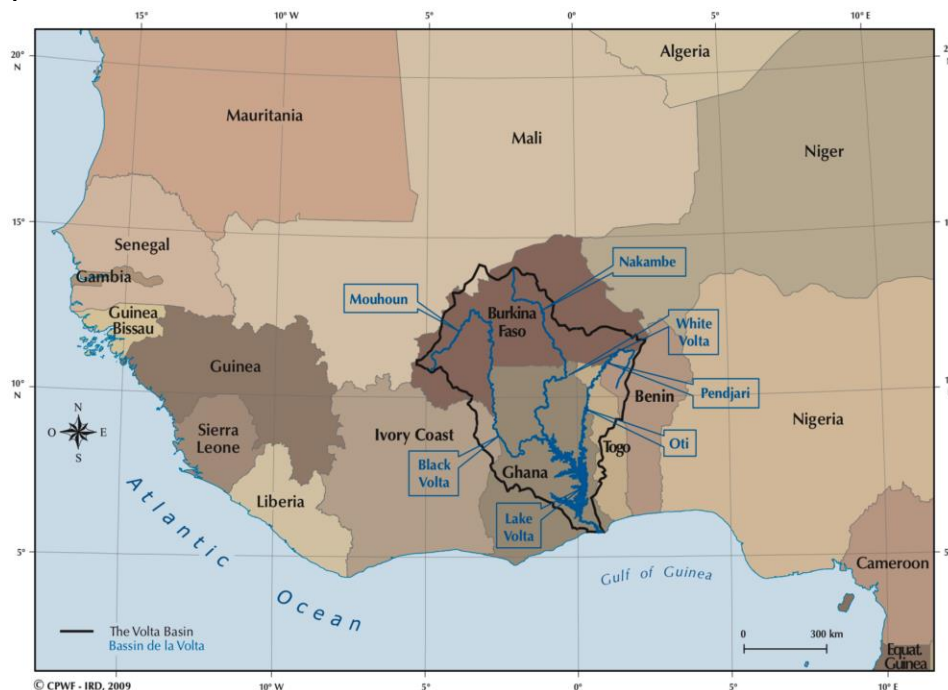 15° 10°W 5° 0° 5° 10°E
20°
N
Algeria
Mauritania
Mali
Niger
15°
N
Senegal
Gambia
Guinea
Bissau
Nakambe
Mouhoun
Burkina
Faso
White
Volta
Guinea
10°
N
Pendjari
Benin
Nigeria
N
O E
S
Sierra
Leone
Ivory Coast
Togo
Oti
Black
Volta
Ghana
Liberia
Lake
Volta
5°
N
Atlantic
Ocean
Gulf of Guinea
Cameroon
The Volta Basin
Bassin de la Volta
0 300 km
Equat.
Guinea
© CPWF - IRD, 2009
15° 10°W 5° 0° 5° 10°E